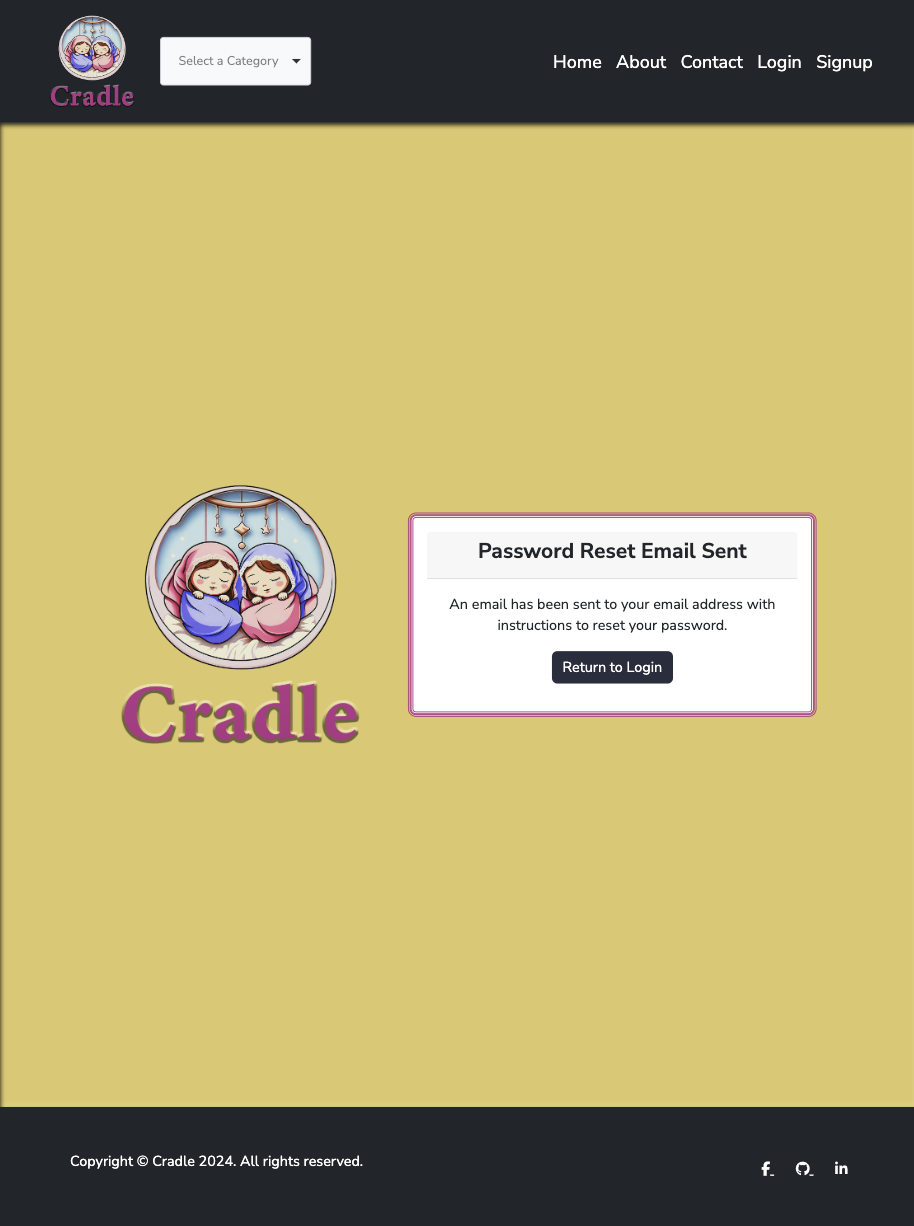 Cradle
Select a Category
Home About Contact Login Signup
Cradle
Password Reset Email Sent
An email has been sent to your email address with
instructions to reset your password.
Return to Login
Copyright © Cradle 2024. All rights reserved.